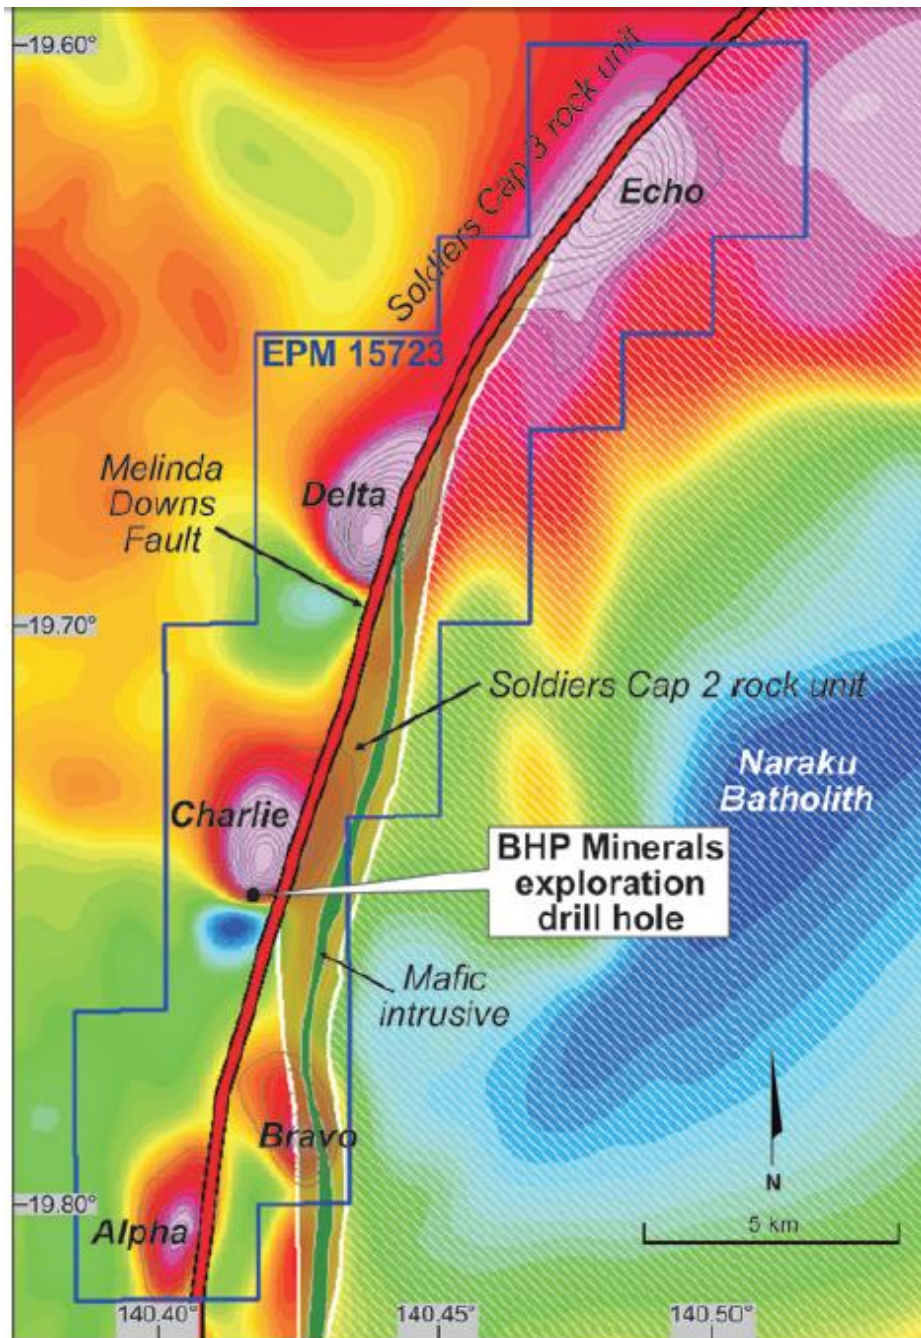 −19.60°
Soldiers Cap 3 rock unit
Echo
EPM 15723
Melinda
Downs
Fault
Delta
−19.70°
Soldiers Cap 2 rock unit
Naraku
Batholith
Charlie
BHP Minerals
exploration
drill hole
Mafic
intrusive
Bravo
N
−19.80°
Alpha
5 km
140.40°
140.45°
140.50°